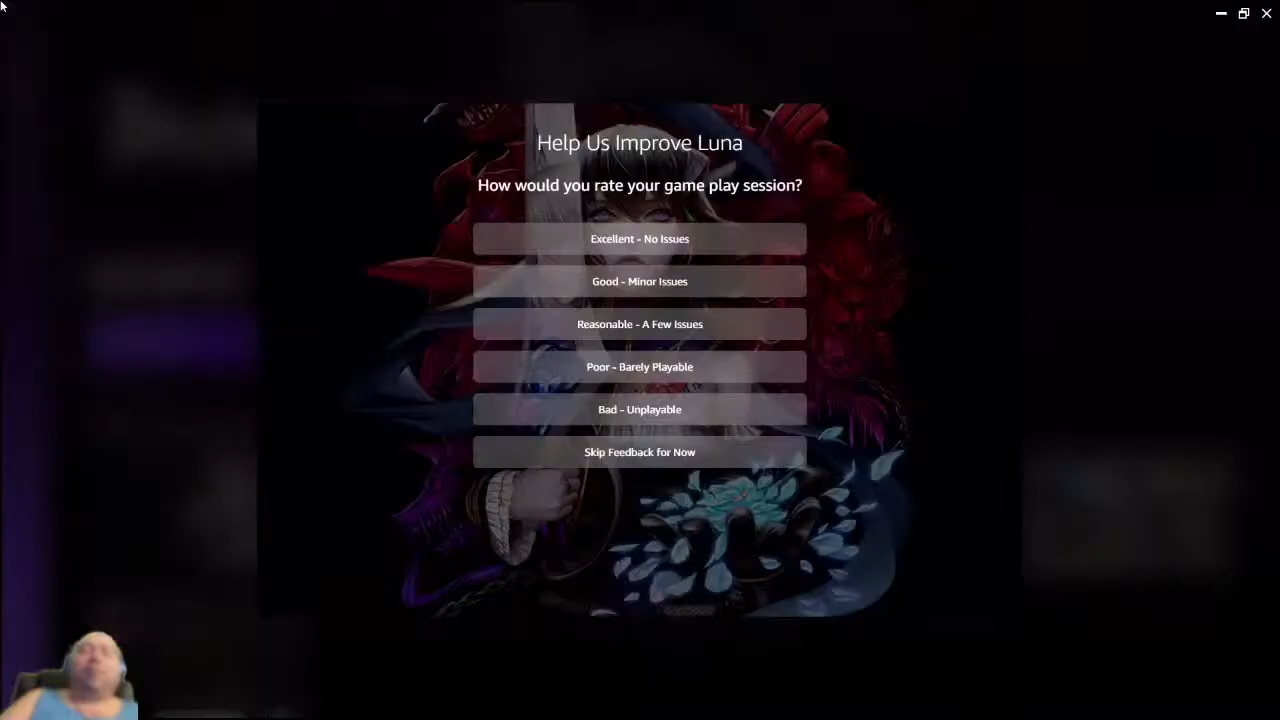 Help Us Improve Luna
How would you rate your game play session?
Excellent - No Issues
Good - Minor Issues
Reasonable - A Few Issues
Poor - Barely Playable
Bad - Unplayable
Skip Feedback for Now